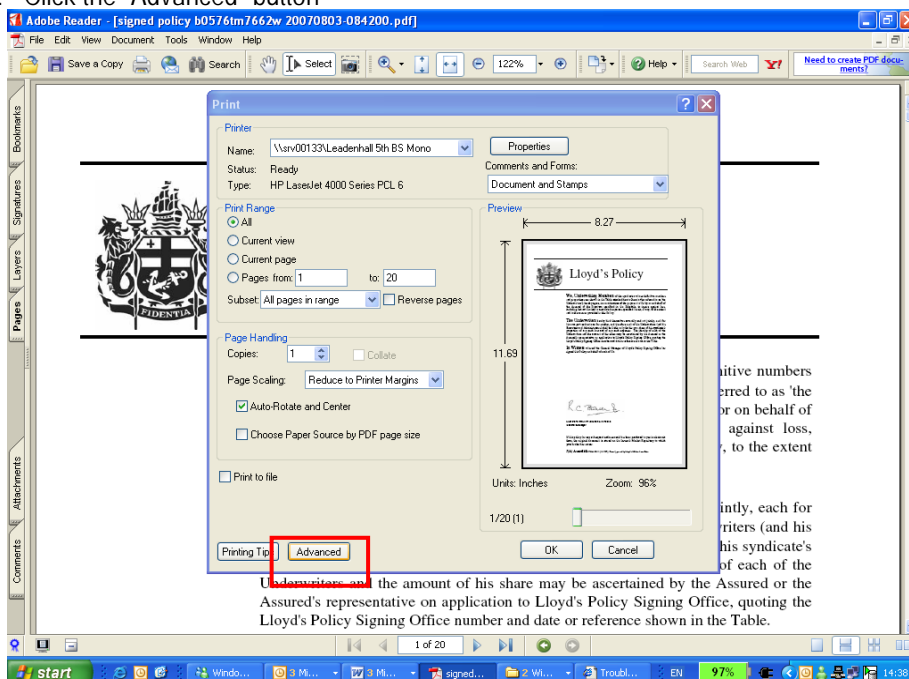 Click the "Advanced" button
Adobe Reader - [signed policy b0576tm7662w 20070803-084200.pdf]
File Edit View Document Tools Window Help
Save a Copy Search Select 122% Help Search Web Y! Need to create PDF docu-ments?
Bookmarks
Signatures
Layers
Pages
Attachments
Comments
FIDENTIA
Print
Printer
Name: \\srv00133\Leadenhall 5th BS Mono Properties
Status: Ready Comments and Forms:
Type: HP LaserJet 4000 Series PCL 6 Document and Stamps
Print Range
All
Current view
Current page
Pages from: 1 to: 20
Subset: All pages in range Reverse pages
Page Handling
Copies: 1 Collate
Page Scaling: Reduce to Printer Margins
Auto-Rotate and Center
Choose Paper Source by PDF page size
Print to file
Preview
8.27
Lloyd's Policy
11.69
Units: Inches Zoom: 96%
1/20 (1)
Printing Tip Advanced OK Cancel
nitive numbers
erred to as 'the
or on behalf of
against loss,
, to the extent
intly, each for
riters (and his
his syndicate's
of each of the
Underwriters and the amount of his share may be ascertained by the Assured or the
Assured's representative on application to Lloyd's Policy Signing Office, quoting the
Lloyd's Policy Signing Office number and date or reference shown in the Table.
1 of 20
start Windo... 3 Mi... 3 Mi... signed... 2 Wi... Troubl... EN 97% 14:38